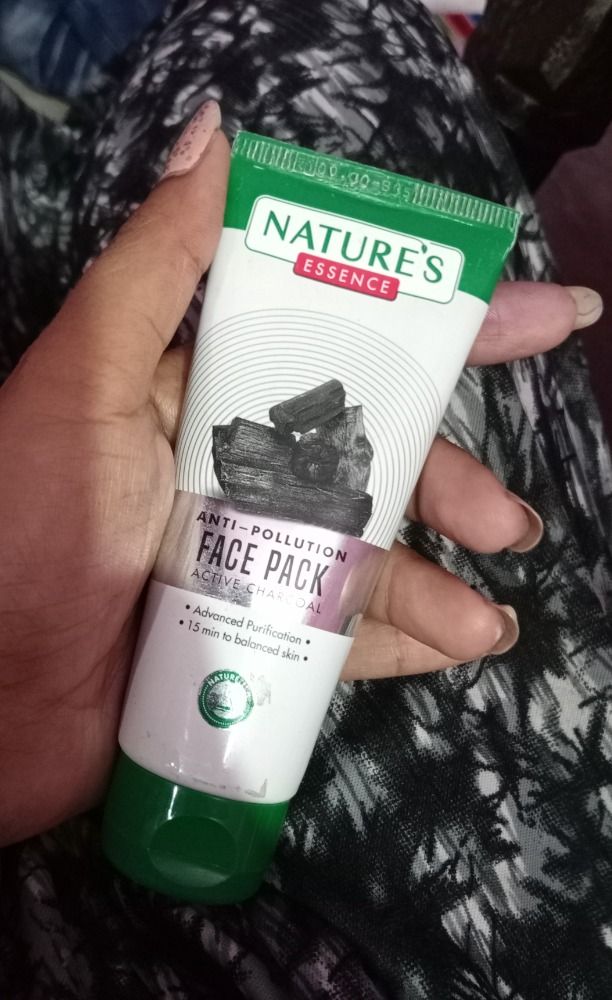 NATURE'S
ESSENCE
ANTI-POLLUTION
FACE PACK
ACTIVE CHARCOAL
• Advanced Purification •
• 15 min to balanced skin •